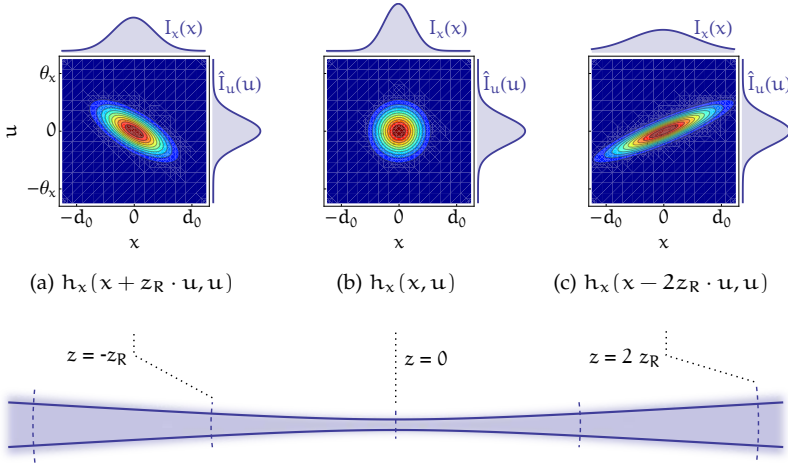 Iₓ(x)
Iₓ(x)
Iₓ(x)
Îᵤ(u)
Îᵤ(u)
Îᵤ(u)
θₓ
0
−θₓ
u
−d₀ 0 d₀
−d₀ 0 d₀
−d₀ 0 d₀
x
x
x
(a) hₓ(x + z_R · u, u)
(b) hₓ(x, u)
(c) hₓ(x − 2z_R · u, u)
z = -z_R
z = 0
z = 2 z_R